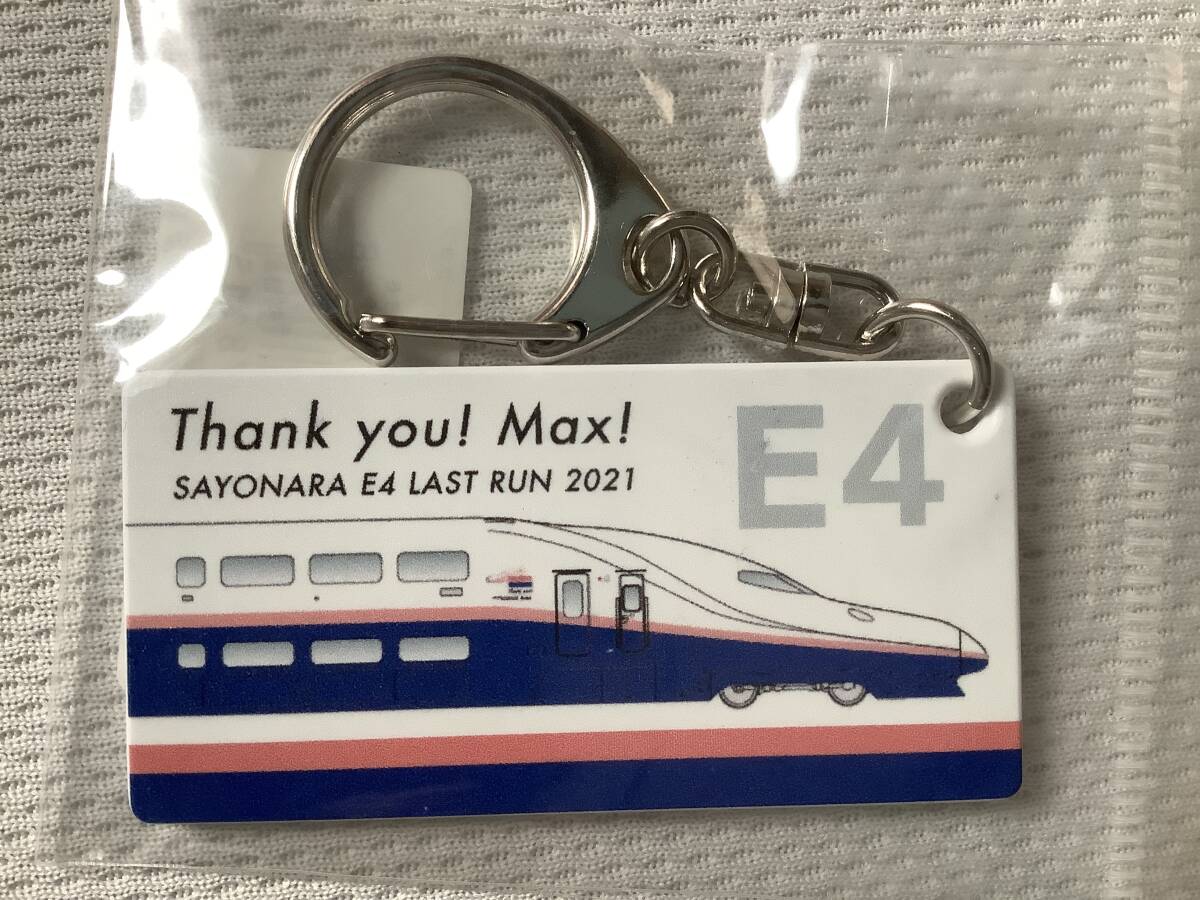 Thank you! Max!
SAYONARA E4 LAST RUN 2021
E4